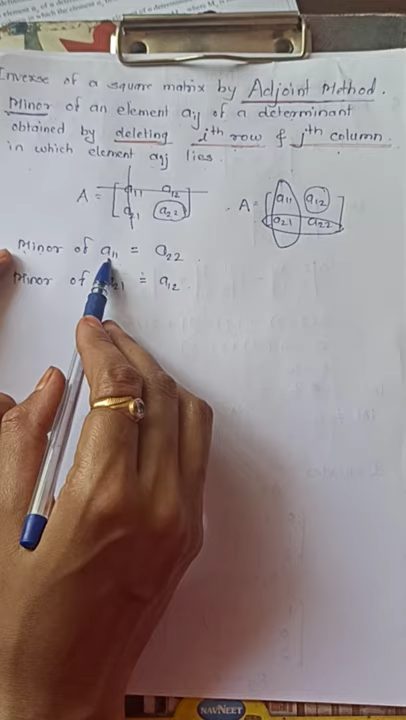 Inverse of a square matrix by Adjoint Method.
Minor of an element aij of a determinant
obtained by deleting ith row & jth column
in which element aij lies.
A = [a11 a12
a21 a22]
A = [a11 a12
a21 a22]
Minor of a11 = a22
Minor of a21 = a12
NAVNEET